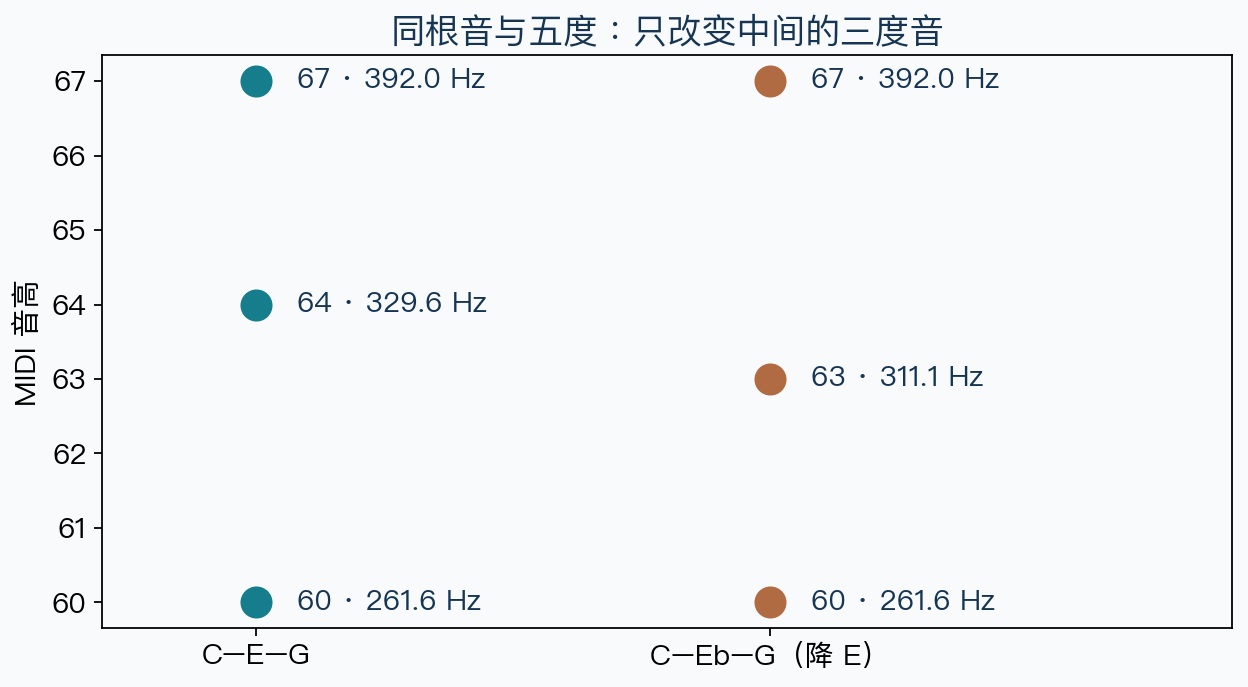 同根音与五度：只改变中间的三度音
MIDI 音高
67
66
65
64
63
62
61
60
67 · 392.0 Hz
64 · 329.6 Hz
60 · 261.6 Hz
67 · 392.0 Hz
63 · 311.1 Hz
60 · 261.6 Hz
C—E—G
C—Eb—G（降 E）